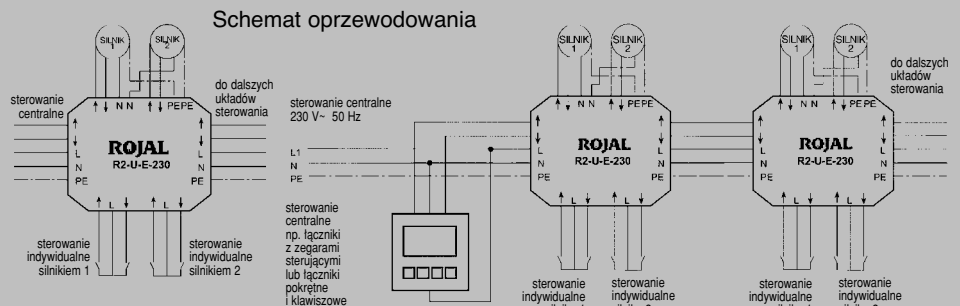 Schemat oprzewodowania
SILNIK
1
SILNIK
2
N N
PE PE
sterowanie
centralne
L
N
PE
ROJAL
R2-U-E-230
L
N
PE
L
L
sterowanie
indywidualne
silnikiem 1
sterowanie
indywidualne
silnikiem 2
do dalszych
układów
sterowania
sterowanie centralne
230 V~ 50 Hz
L1
N
PE
sterowanie
centralne
np. łączniki
z zegarami
sterującymi
lub łączniki
pokrętne
i klawiszowe
SILNIK
1
SILNIK
2
N N
PE PE
L
N
PE
ROJAL
R2-U-E-230
L
N
PE
L
L
sterowanie
indywidualne
sterowanie
indywidualne
SILNIK
1
SILNIK
2
N N
PE PE
L
N
PE
ROJAL
R2-U-E-230
L
N
PE
L
L
sterowanie
indywidualne
sterowanie
indywidualne
do dalszych
układów
sterowania